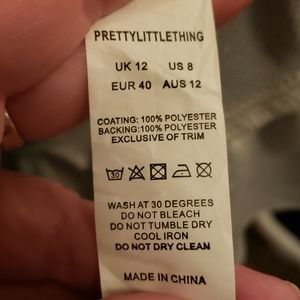 PRETTYLITTLETHING
UK 12 US 8
EUR 40 AUS 12
COATING: 100% POLYESTER
BACKING: 100% POLYESTER
EXCLUSIVE OF TRIM
30
WASH AT 30 DEGREES
DO NOT BLEACH
DO NOT TUMBLE DRY
COOL IRON
DO NOT DRY CLEAN
MADE IN CHINA